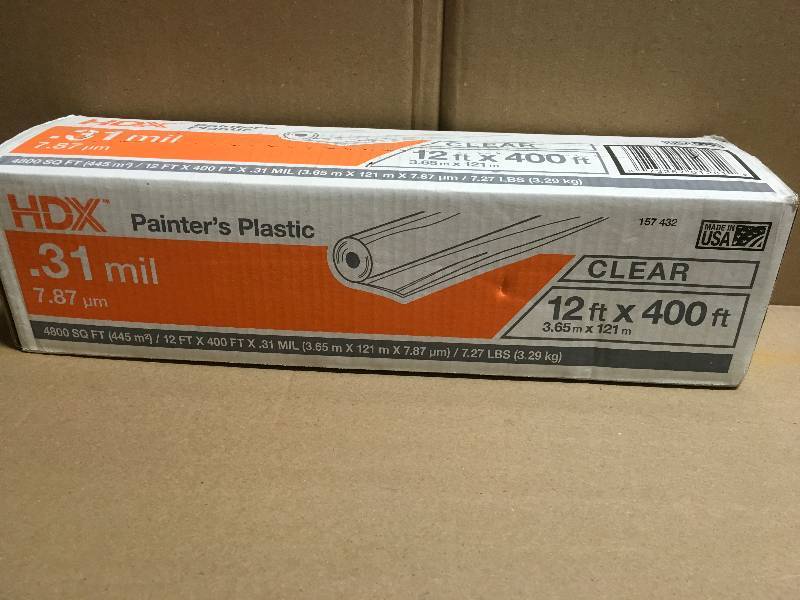 HDX
Painter's Plastic
.31 mil
7.87 µm
CLEAR
12 ft x 400 ft
3.65 m x 121 m
4800 SQ FT (445 m²) / 12 FT X 400 FT X .31 MIL (3.65 m X 121 m X 7.87 µm) / 7.27 LBS (3.29 kg)
HDX™
Painter's Plastic
157 432
MADE IN
USA
.31 mil
7.87 µm
CLEAR
12 ft x 400 ft
3.65 m x 121 m
4800 SQ FT (445 m²) / 12 FT X 400 FT X .31 MIL (3.65 m X 121 m X 7.87 µm) / 7.27 LBS (3.29 kg)